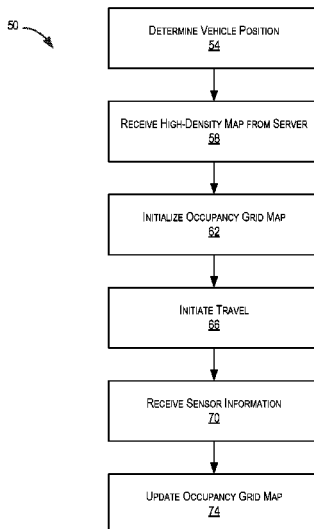 50
DETERMINE VEHICLE POSITION
54
RECEIVE HIGH-DENSITY MAP FROM SERVER
58
INITIALIZE OCCUPANCY GRID MAP
62
INITIATE TRAVEL
66
RECEIVE SENSOR INFORMATION
70
UPDATE OCCUPANCY GRID MAP
74